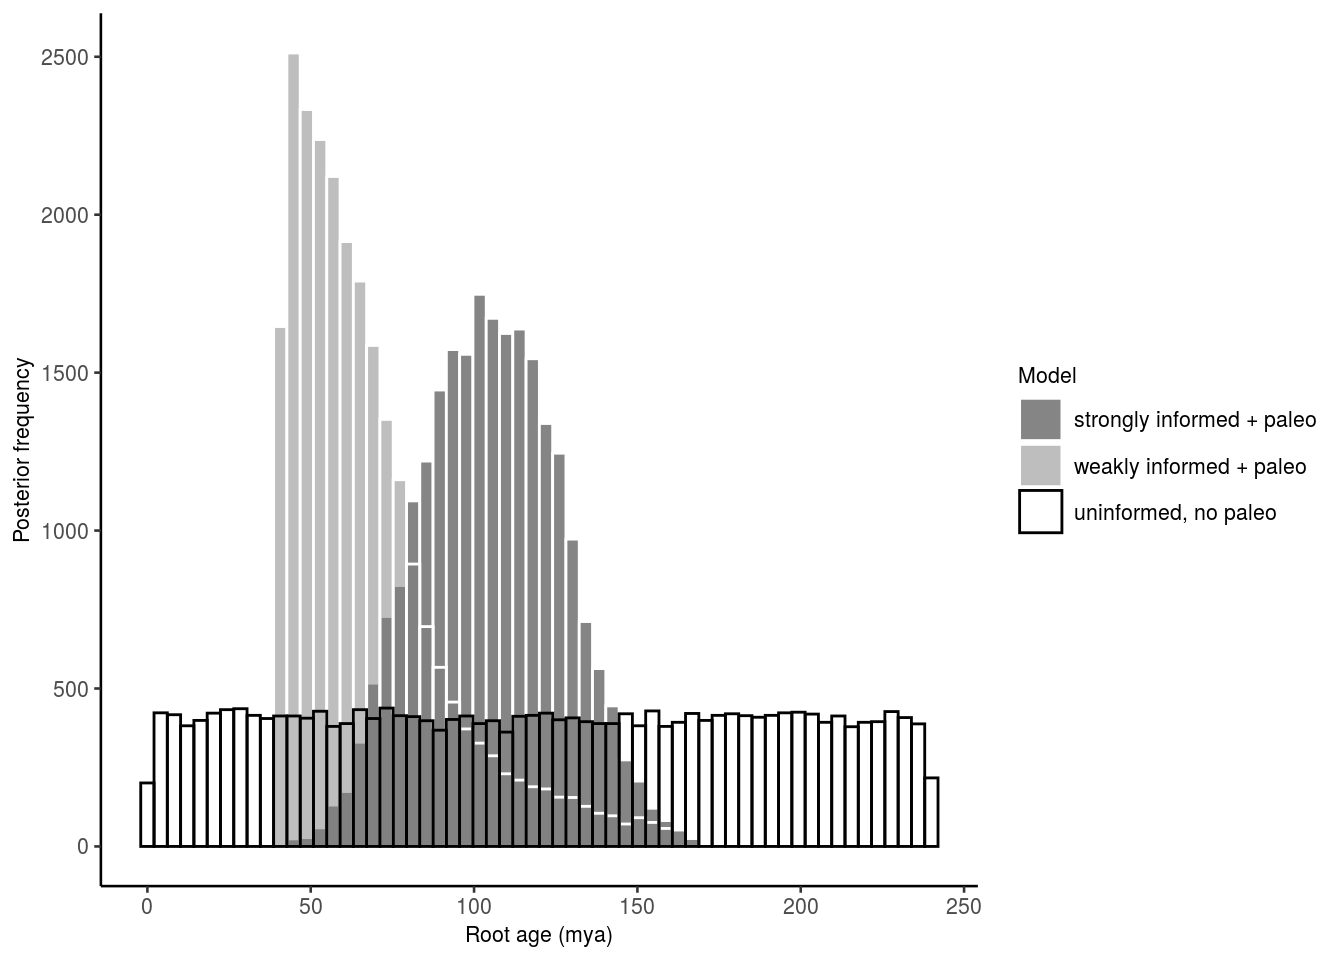 2500
2000
1500
1000
500
0
Posterior frequency
0 50 100 150 200 250
Root age (mya)
Model
strongly informed + paleo
weakly informed + paleo
uninformed, no paleo